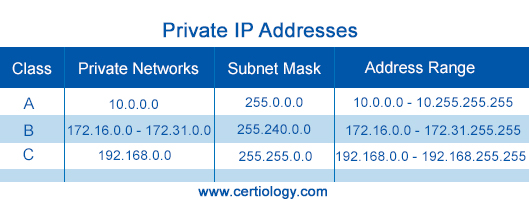 Private IP Addresses
Class Private Networks Subnet Mask Address Range
A 10.0.0.0 255.0.0.0 10.0.0.0 - 10.255.255.255
B 172.16.0.0 - 172.31.0.0 255.240.0.0 172.16.0.0 - 172.31.255.255
C 192.168.0.0 255.255.0.0 192.168.0.0 - 192.168.255.255
www.certiology.com